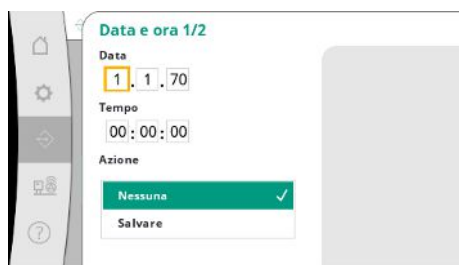 Data e ora 1/2
Data
1 . 1 . 70
Tempo
00 : 00 : 00
Azione
Nessuna
Salvare
?